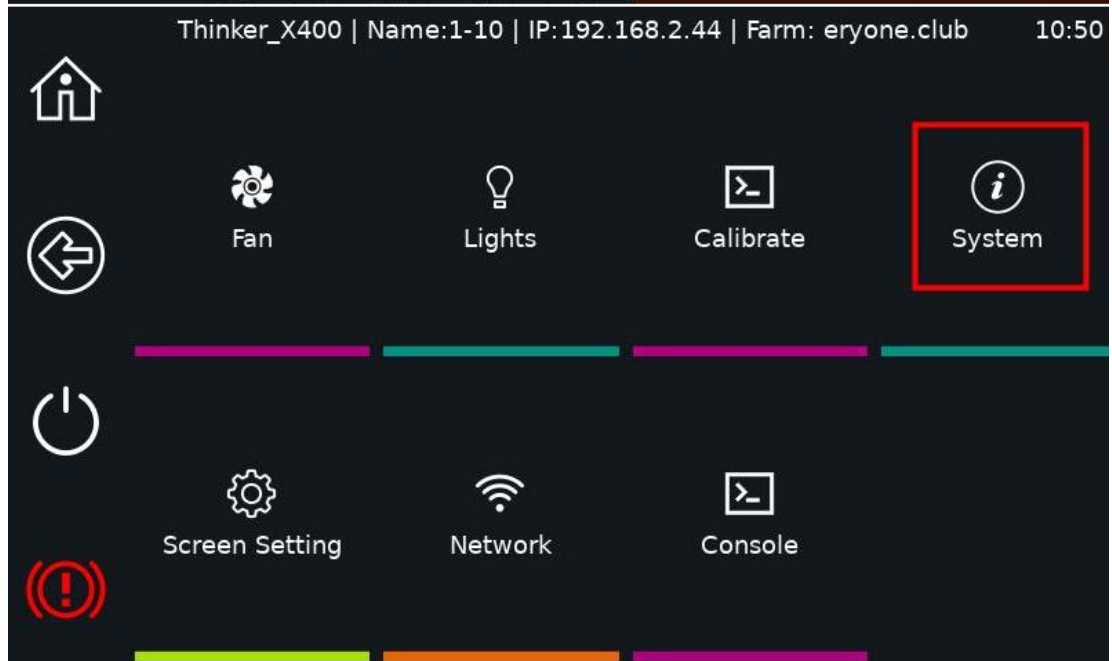 Thinker_X400 | Name:1-10 | IP:192.168.2.44 | Farm: eryone.club 10:50
Fan Lights Calibrate System
Screen Setting Network Console